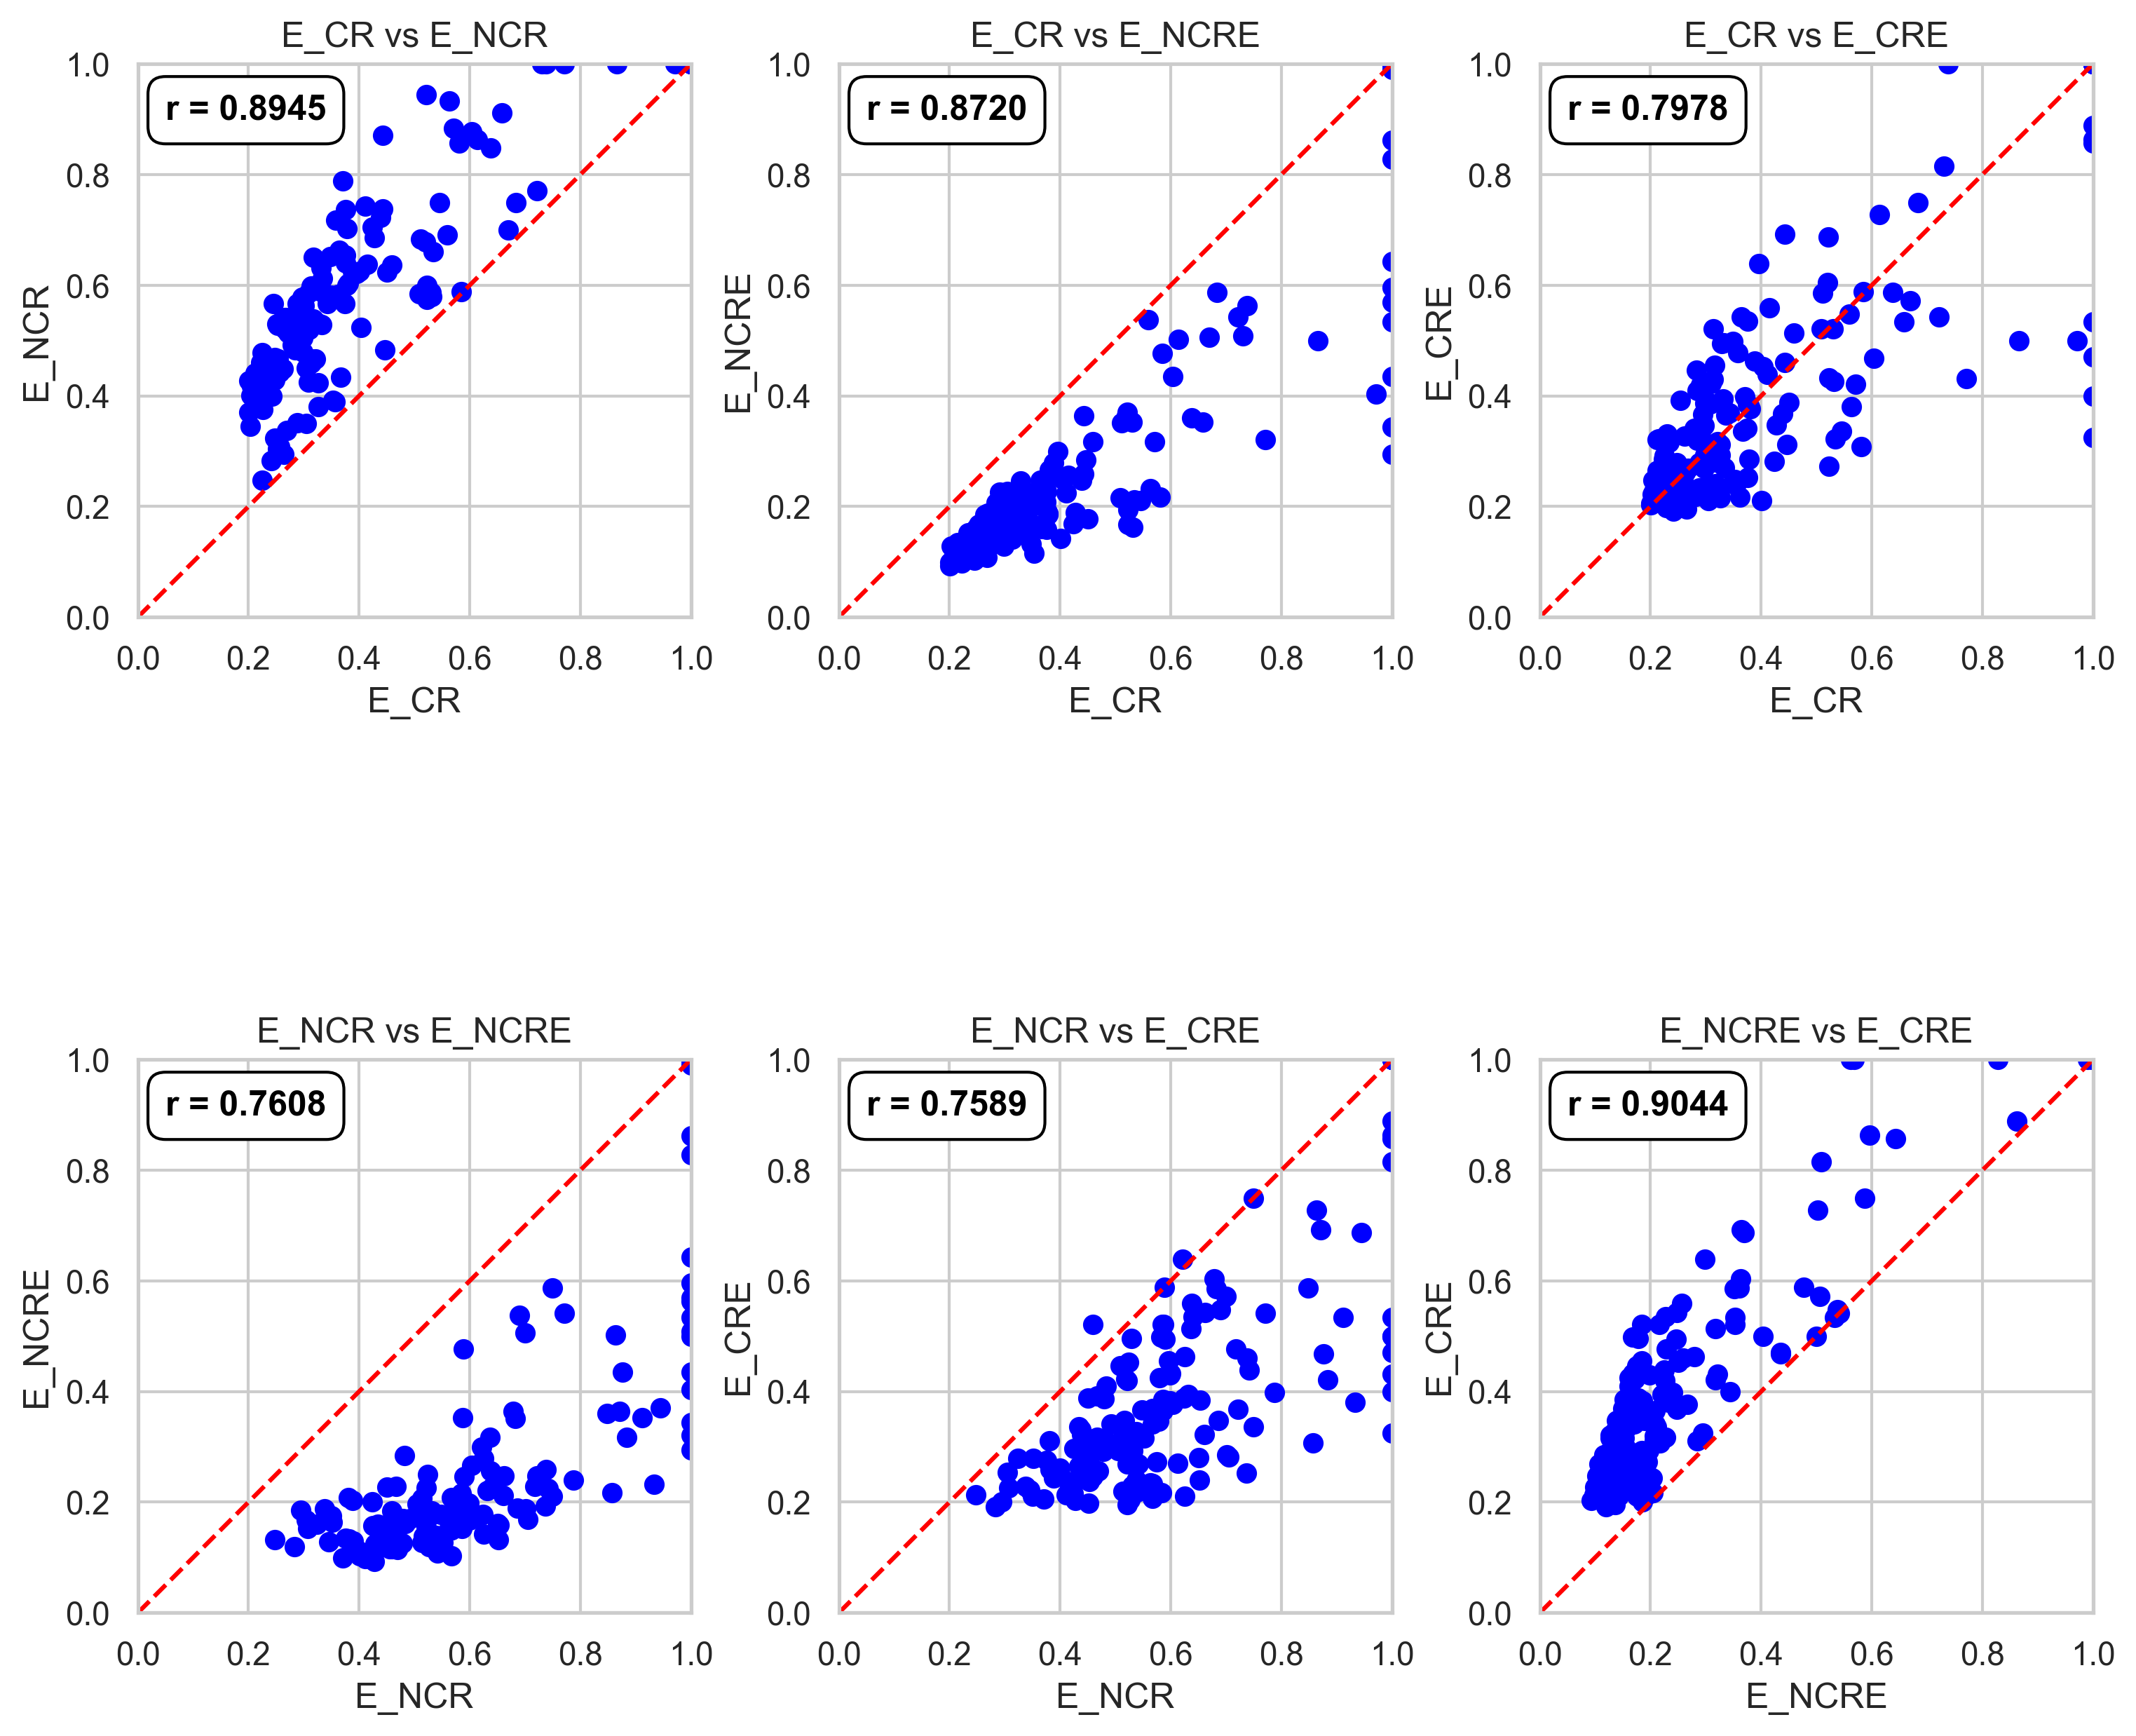 E_CR vs E_NCR
r = 0.8945
1.0
0.8
0.6
0.4
0.2
0.0
E_NCR
0.0 0.2 0.4 0.6 0.8 1.0
E_CR
E_CR vs E_NCRE
r = 0.8720
1.0
0.8
0.6
0.4
0.2
0.0
E_NCRE
0.0 0.2 0.4 0.6 0.8 1.0
E_CR
E_CR vs E_CRE
r = 0.7978
1.0
0.8
0.6
0.4
0.2
0.0
E_CRE
0.0 0.2 0.4 0.6 0.8 1.0
E_CR
E_NCR vs E_NCRE
r = 0.7608
1.0
0.8
0.6
0.4
0.2
0.0
E_NCRE
0.0 0.2 0.4 0.6 0.8 1.0
E_NCR
E_NCR vs E_CRE
r = 0.7589
1.0
0.8
0.6
0.4
0.2
0.0
E_CRE
0.0 0.2 0.4 0.6 0.8 1.0
E_NCR
E_NCRE vs E_CRE
r = 0.9044
1.0
0.8
0.6
0.4
0.2
0.0
E_CRE
0.0 0.2 0.4 0.6 0.8 1.0
E_NCRE